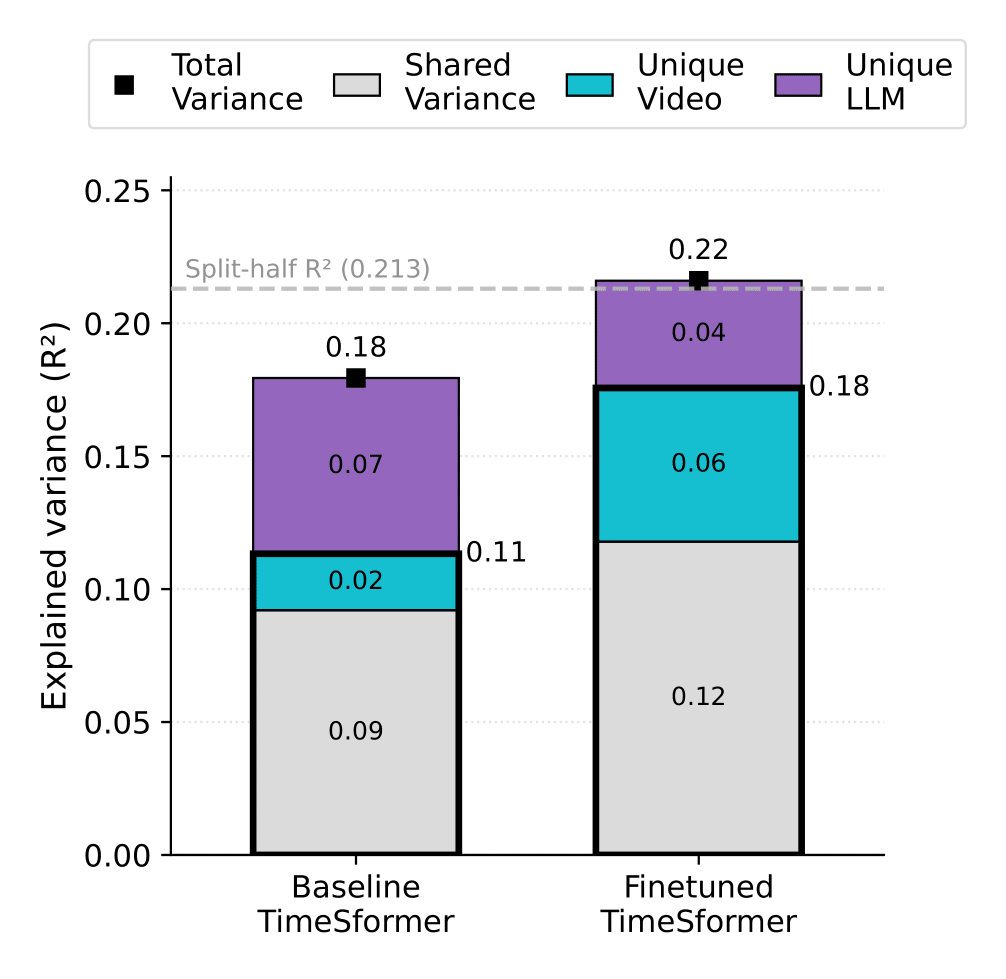 Total
Variance
Shared
Variance
Unique
Video
Unique
LLM
Explained variance (R²)
0.25
0.20
0.15
0.10
0.05
0.00
Split-half R² (0.213)
0.18
0.07
0.11
0.02
0.09
0.22
0.04
0.18
0.06
0.12
Baseline
TimeSformer
Finetuned
TimeSformer